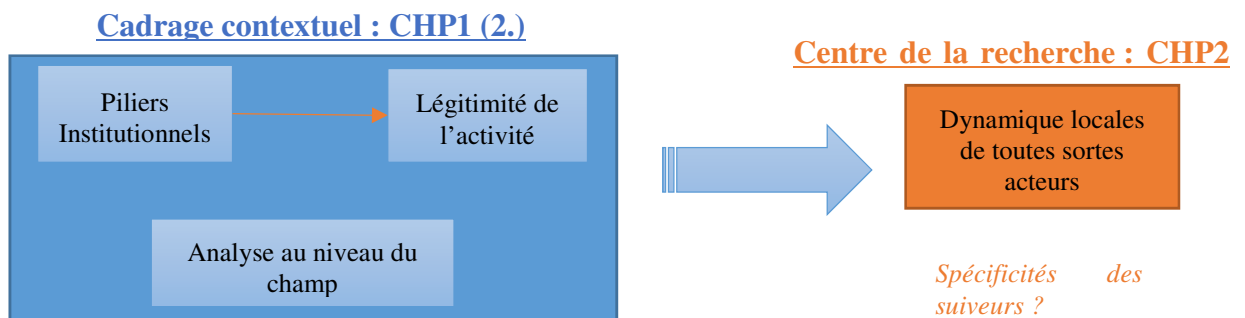 Cadrage contextuel : CHP1 (2.)
Piliers
Institutionnels
Légitimité de
l'activité
Analyse au niveau du
champ
Centre de la recherche : CHP2
Dynamique locales
de toutes sortes
acteurs
Spécificités des
suiveurs ?